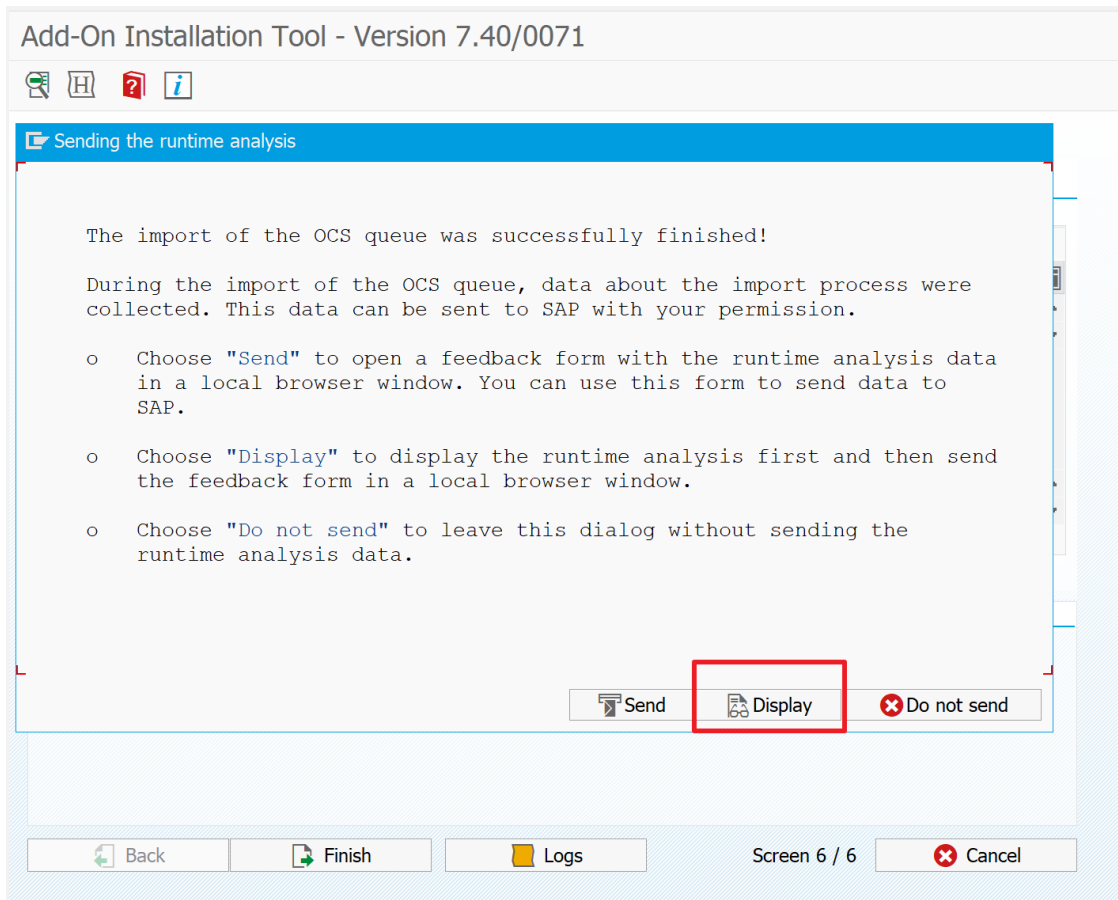 Add-On Installation Tool - Version 7.40/0071
H ? i
Sending the runtime analysis
The import of the OCS queue was successfully finished!
During the import of the OCS queue, data about the import process were
collected. This data can be sent to SAP with your permission.
o Choose "Send" to open a feedback form with the runtime analysis data
in a local browser window. You can use this form to send data to
SAP.
o Choose "Display" to display the runtime analysis first and then send
the feedback form in a local browser window.
o Choose "Do not send" to leave this dialog without sending the
runtime analysis data.
Send Display Do not send
Back Finish Logs Screen 6 / 6 Cancel